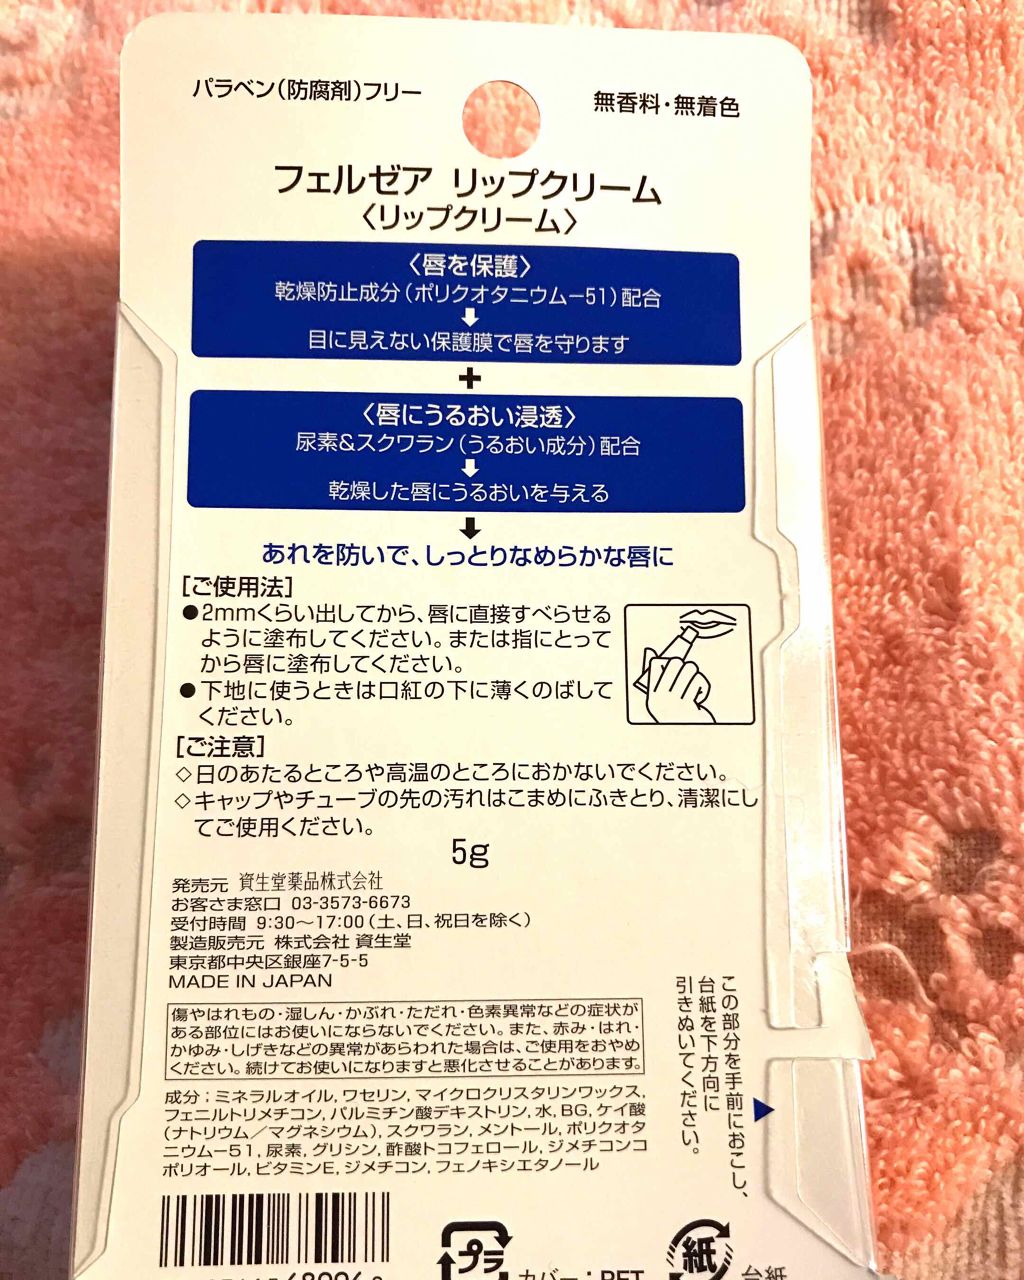 パラベン（防腐剤）フリー
無香料・無着色
フェルゼア リップクリーム
〈リップクリーム〉
〈唇を保護〉
乾燥防止成分（ポリクオタニウム－51）配合
目に見えない保護膜で唇を守ります
+
〈唇にうるおい浸透〉
尿素&スクワラン（うるおい成分）配合
乾燥した唇にうるおいを与える
あれを防いで、しっとりなめらかな唇に
［ご使用法］
●2mmくらい出してから、唇に直接すべらせる
ように塗布してください。または指にとって
から唇に塗布してください。
●下地に使うときは口紅の下に薄くのばして
ください。
［ご注意］
◇日のあたるところや高温のところにおかないでください。
◇キャップやチューブの先の汚れはこまめにふきとり、清潔にし
てご使用ください。
5g
発売元 資生堂薬品株式会社
お客さま窓口 03-3573-6673
受付時間 9:30～17:00（土、日、祝日を除く）
製造販売元 株式会社 資生堂
東京都中央区銀座7-5-5
MADE IN JAPAN
傷やはれもの・湿しん・かぶれ・ただれ・色素異常などの症状が
ある部位にはお使いにならないでください。また、赤み・はれ・
かゆみ・しげきなどの異常があらわれた場合は、ご使用をおやめ
ください。続けてお使いになりますと悪化させることがあります。
成分：ミネラルオイル, ワセリン, マイクロクリスタリンワックス,
フェニルトリメチコン, パルミチン酸デキストリン, 水, BG, ケイ酸
（ナトリウム／マグネシウム）, スクワラン, メントール, ポリクオタ
ニウム－51, 尿素, グリシン, 酢酸トコフェロール, ジメチコンコ
ポリオール, ビタミンE, ジメチコン, フェノキシエタノール
この部分を手前におこし、
台紙を下方向に
引きぬいてください。
プラ
カバー：PET
紙
台紙